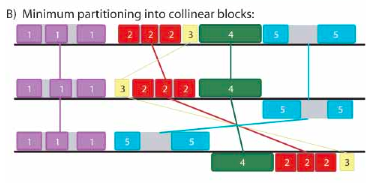 B) Minimum partitioning into collinear blocks:
1 1 1 2 2 2 3 4 5 5
1 1 1 3 2 2 2 4
5 5
1 1 1 5 5
4 2 2 2 3